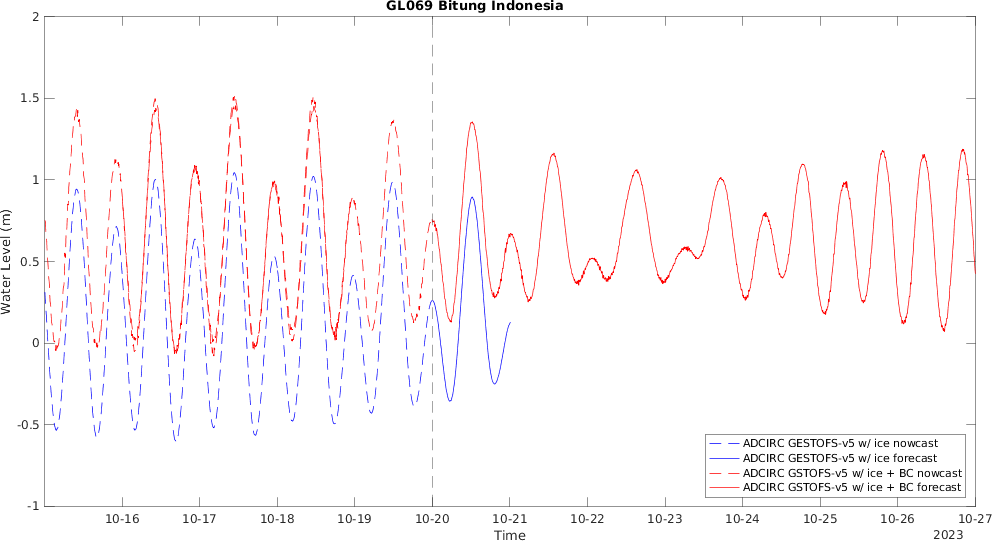 GL069 Bitung Indonesia
2
1.5
1
0.5
0
-0.5
-1
Water Level (m)
ADCIRC GESTOFS-v5 w/ ice nowcast
ADCIRC GESTOFS-v5 w/ ice forecast
ADCIRC GSTOFS-v5 w/ ice + BC nowcast
ADCIRC GSTOFS-v5 w/ ice + BC forecast
10-16 10-17 10-18 10-19 10-20 10-21 10-22 10-23 10-24 10-25 10-26 10-27
Time
2023